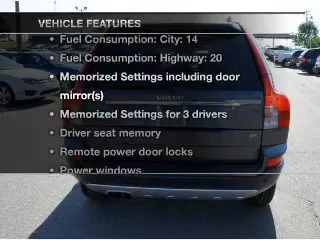 VEHICLE FEATURES
• Fuel Consumption: City: 14
• Fuel Consumption: Highway: 20
• Memorized Settings including door
mirror(s)
• Memorized Settings for 3 drivers
• Driver seat memory
• Remote power door locks
• Power windows
VOLVO